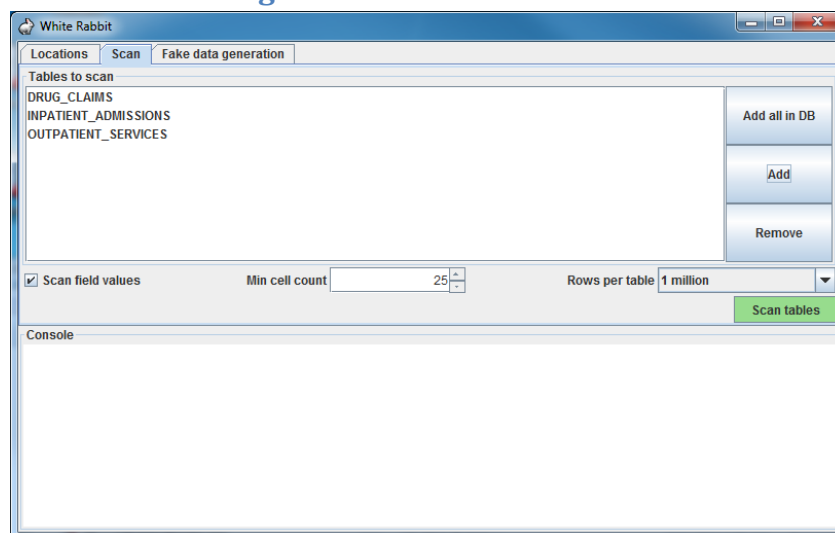 White Rabbit
Locations Scan Fake data generation
Tables to scan
DRUG_CLAIMS
INPATIENT_ADMISSIONS
OUTPATIENT_SERVICES
Add all in DB
Add
Remove
Scan field values Min cell count 25 Rows per table 1 million
Scan tables
Console